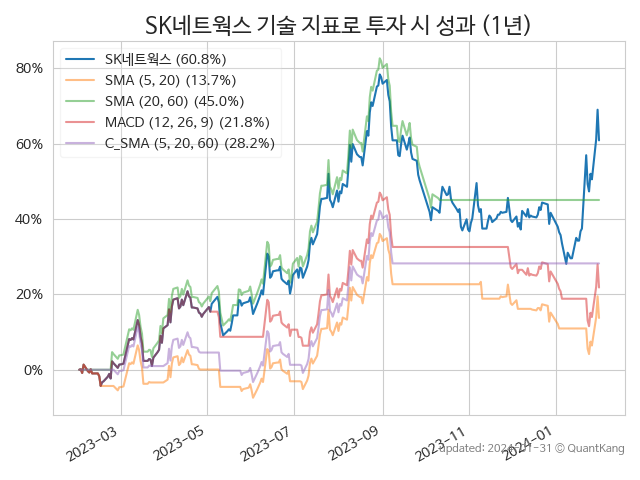 SK네트웍스 기술 지표로 투자 시 성과 (1년)
SK네트웍스 (60.8%)
SMA (5, 20) (13.7%)
SMA (20, 60) (45.0%)
MACD (12, 26, 9) (21.8%)
C_SMA (5, 20, 60) (28.2%)
80%
60%
40%
20%
0%
2023-03
2023-05
2023-07
2023-09
2023-11
2024-01
updated: 2024-01-31 © QuantKang